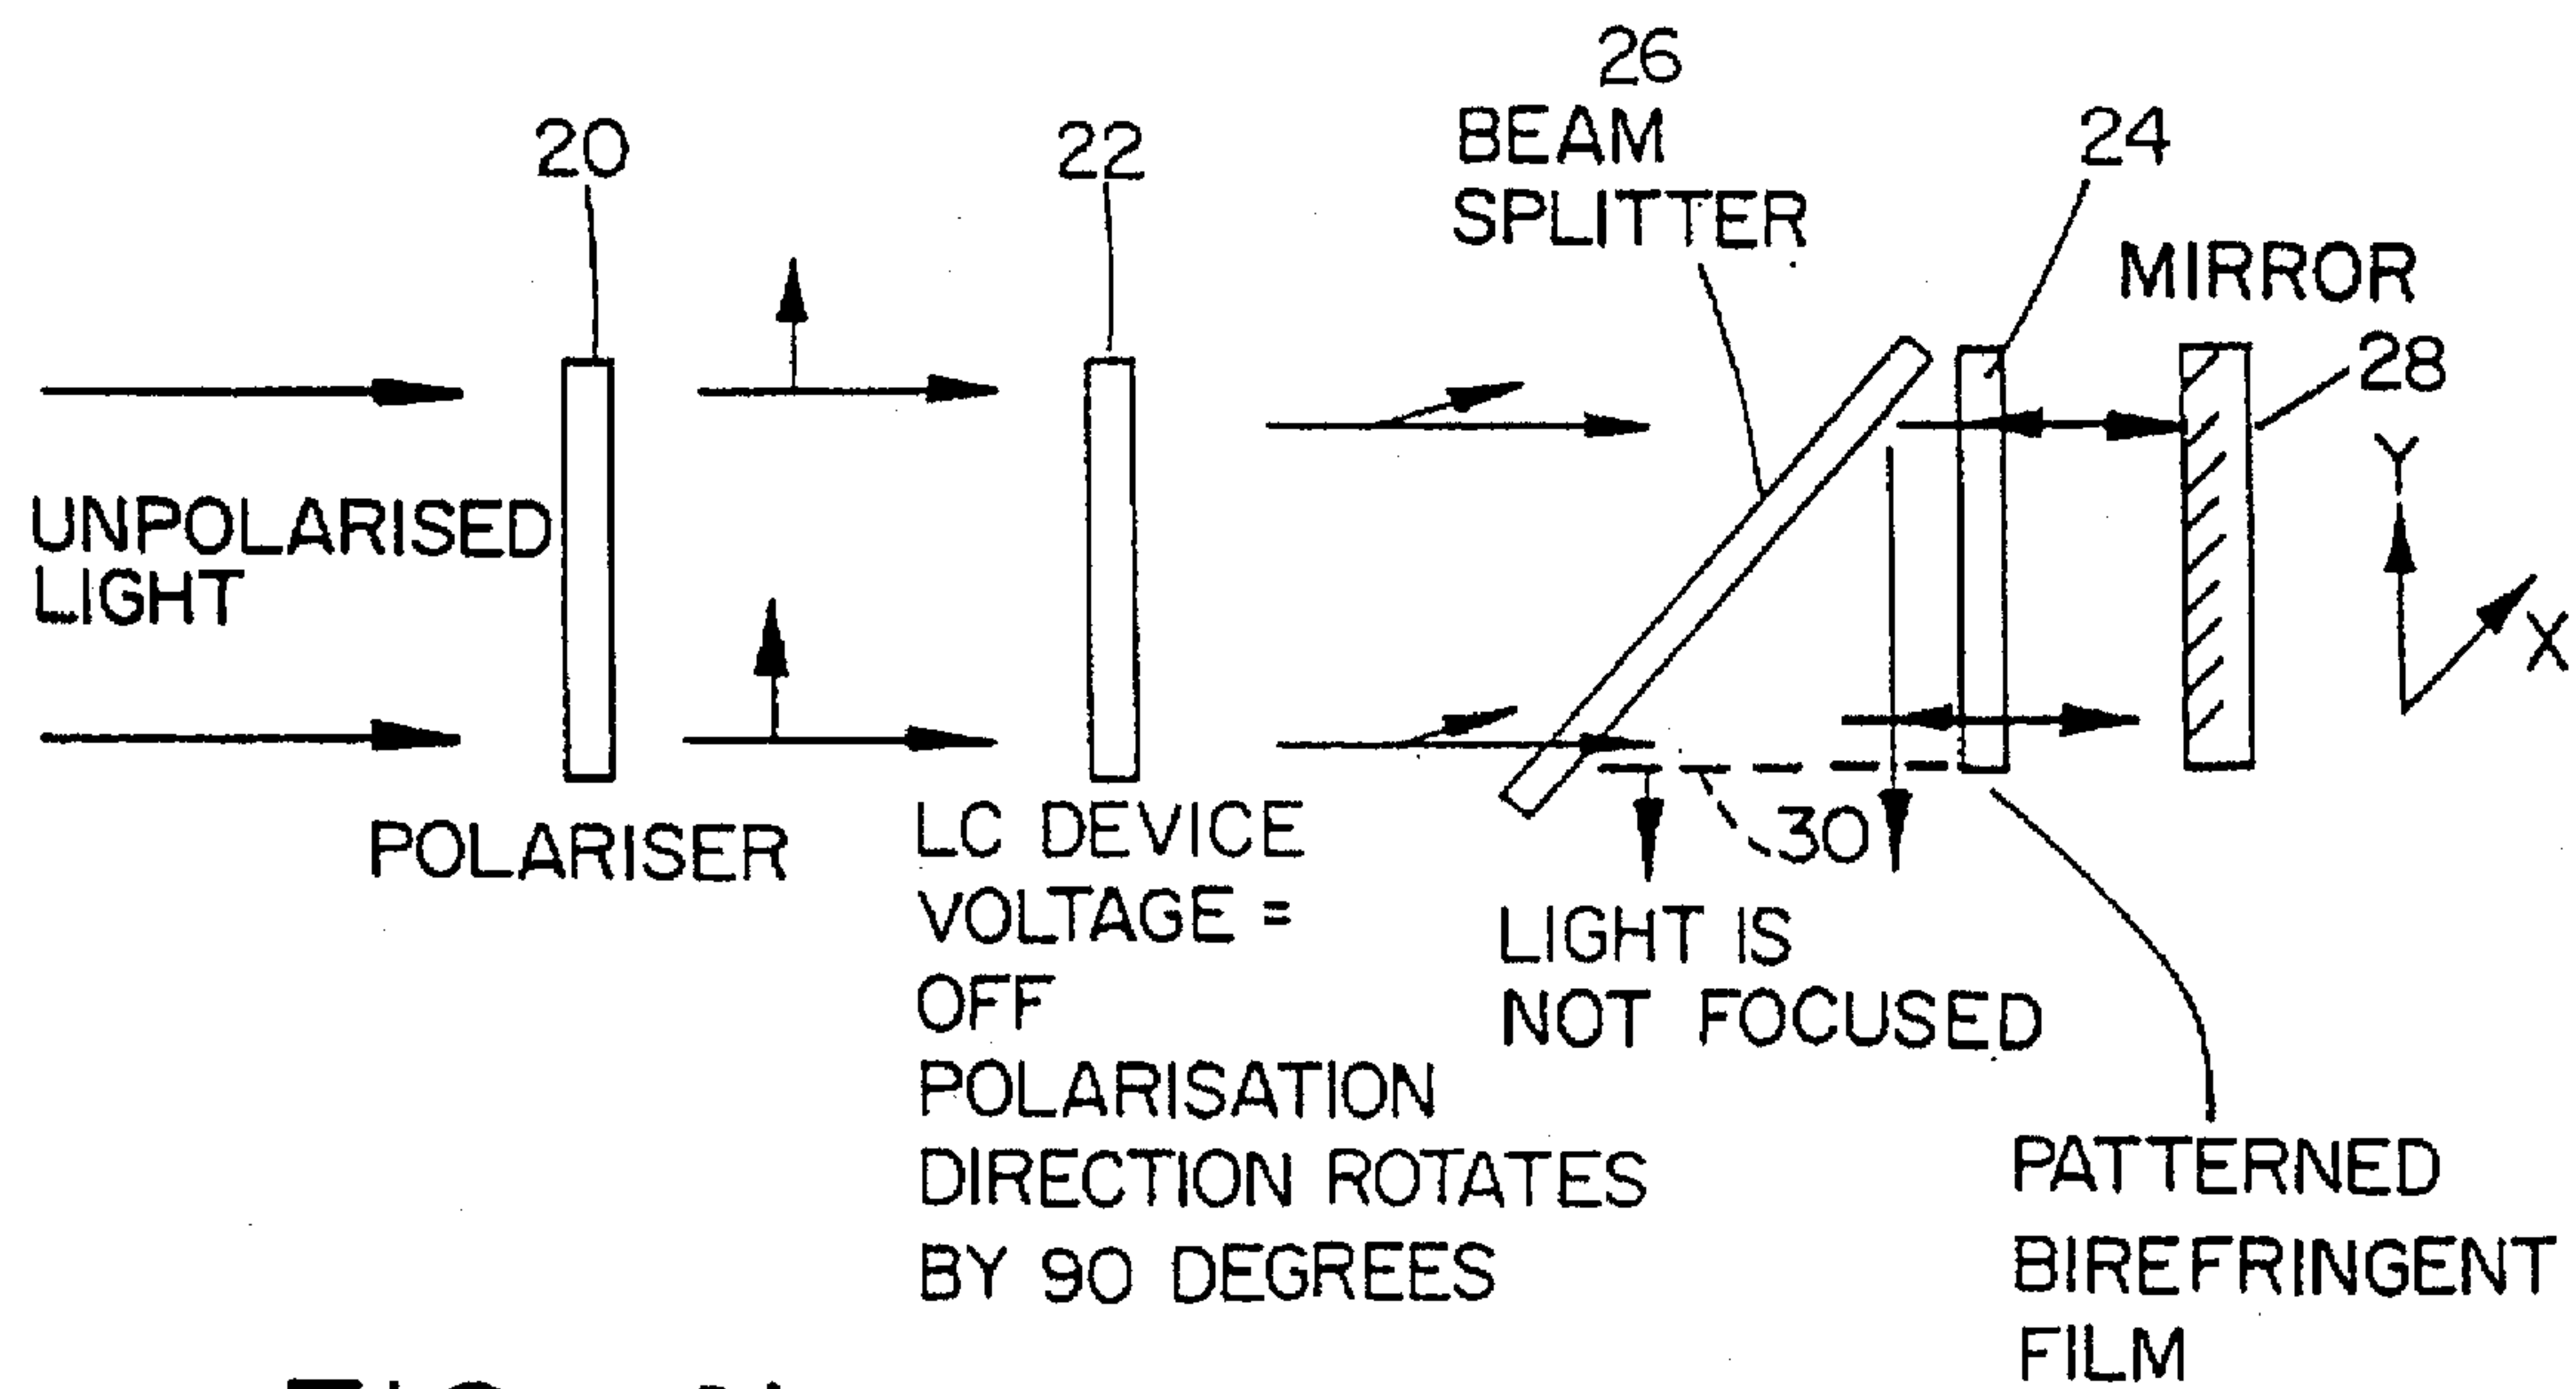 26
BEAM
SPLITTER
20
22
24
MIRROR
28
Y
X
UNPOLARISED
LIGHT
POLARISER
LC DEVICE
VOLTAGE =
OFF
POLARISATION
DIRECTION ROTATES
BY 90 DEGREES
30
LIGHT IS
NOT FOCUSED
PATTERNED
BIREFRINGENT
FILM